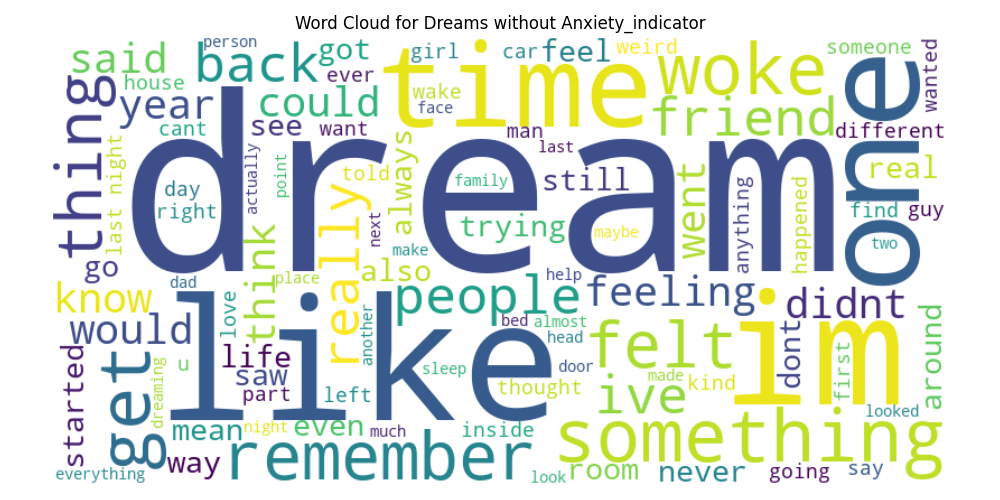 Word Cloud for Dreams without Anxiety_indicator
person
said
back
got
girl
car
feel
weird
someone
house
ever
time
woke
wanted
thing
year
could
wake
face
friend
one
cant
see
want
man
different
last night
dream
actually
point
told
always
last
real
day
family
still
went
right
really
trying
maybe
anything
happened
find
guy
next
make
two
go
think
place
also
help
dad
people
feeling
know
like
im
didnt
love
bed
almost
would
another
head
felt
dont
first
around
get
u
life
saw
sleep
door
made
kind
started
dreaming
part
left
thought
ive
looked
mean
night
even
much
inside
something
way
remember
everything
look
room
never
going
say